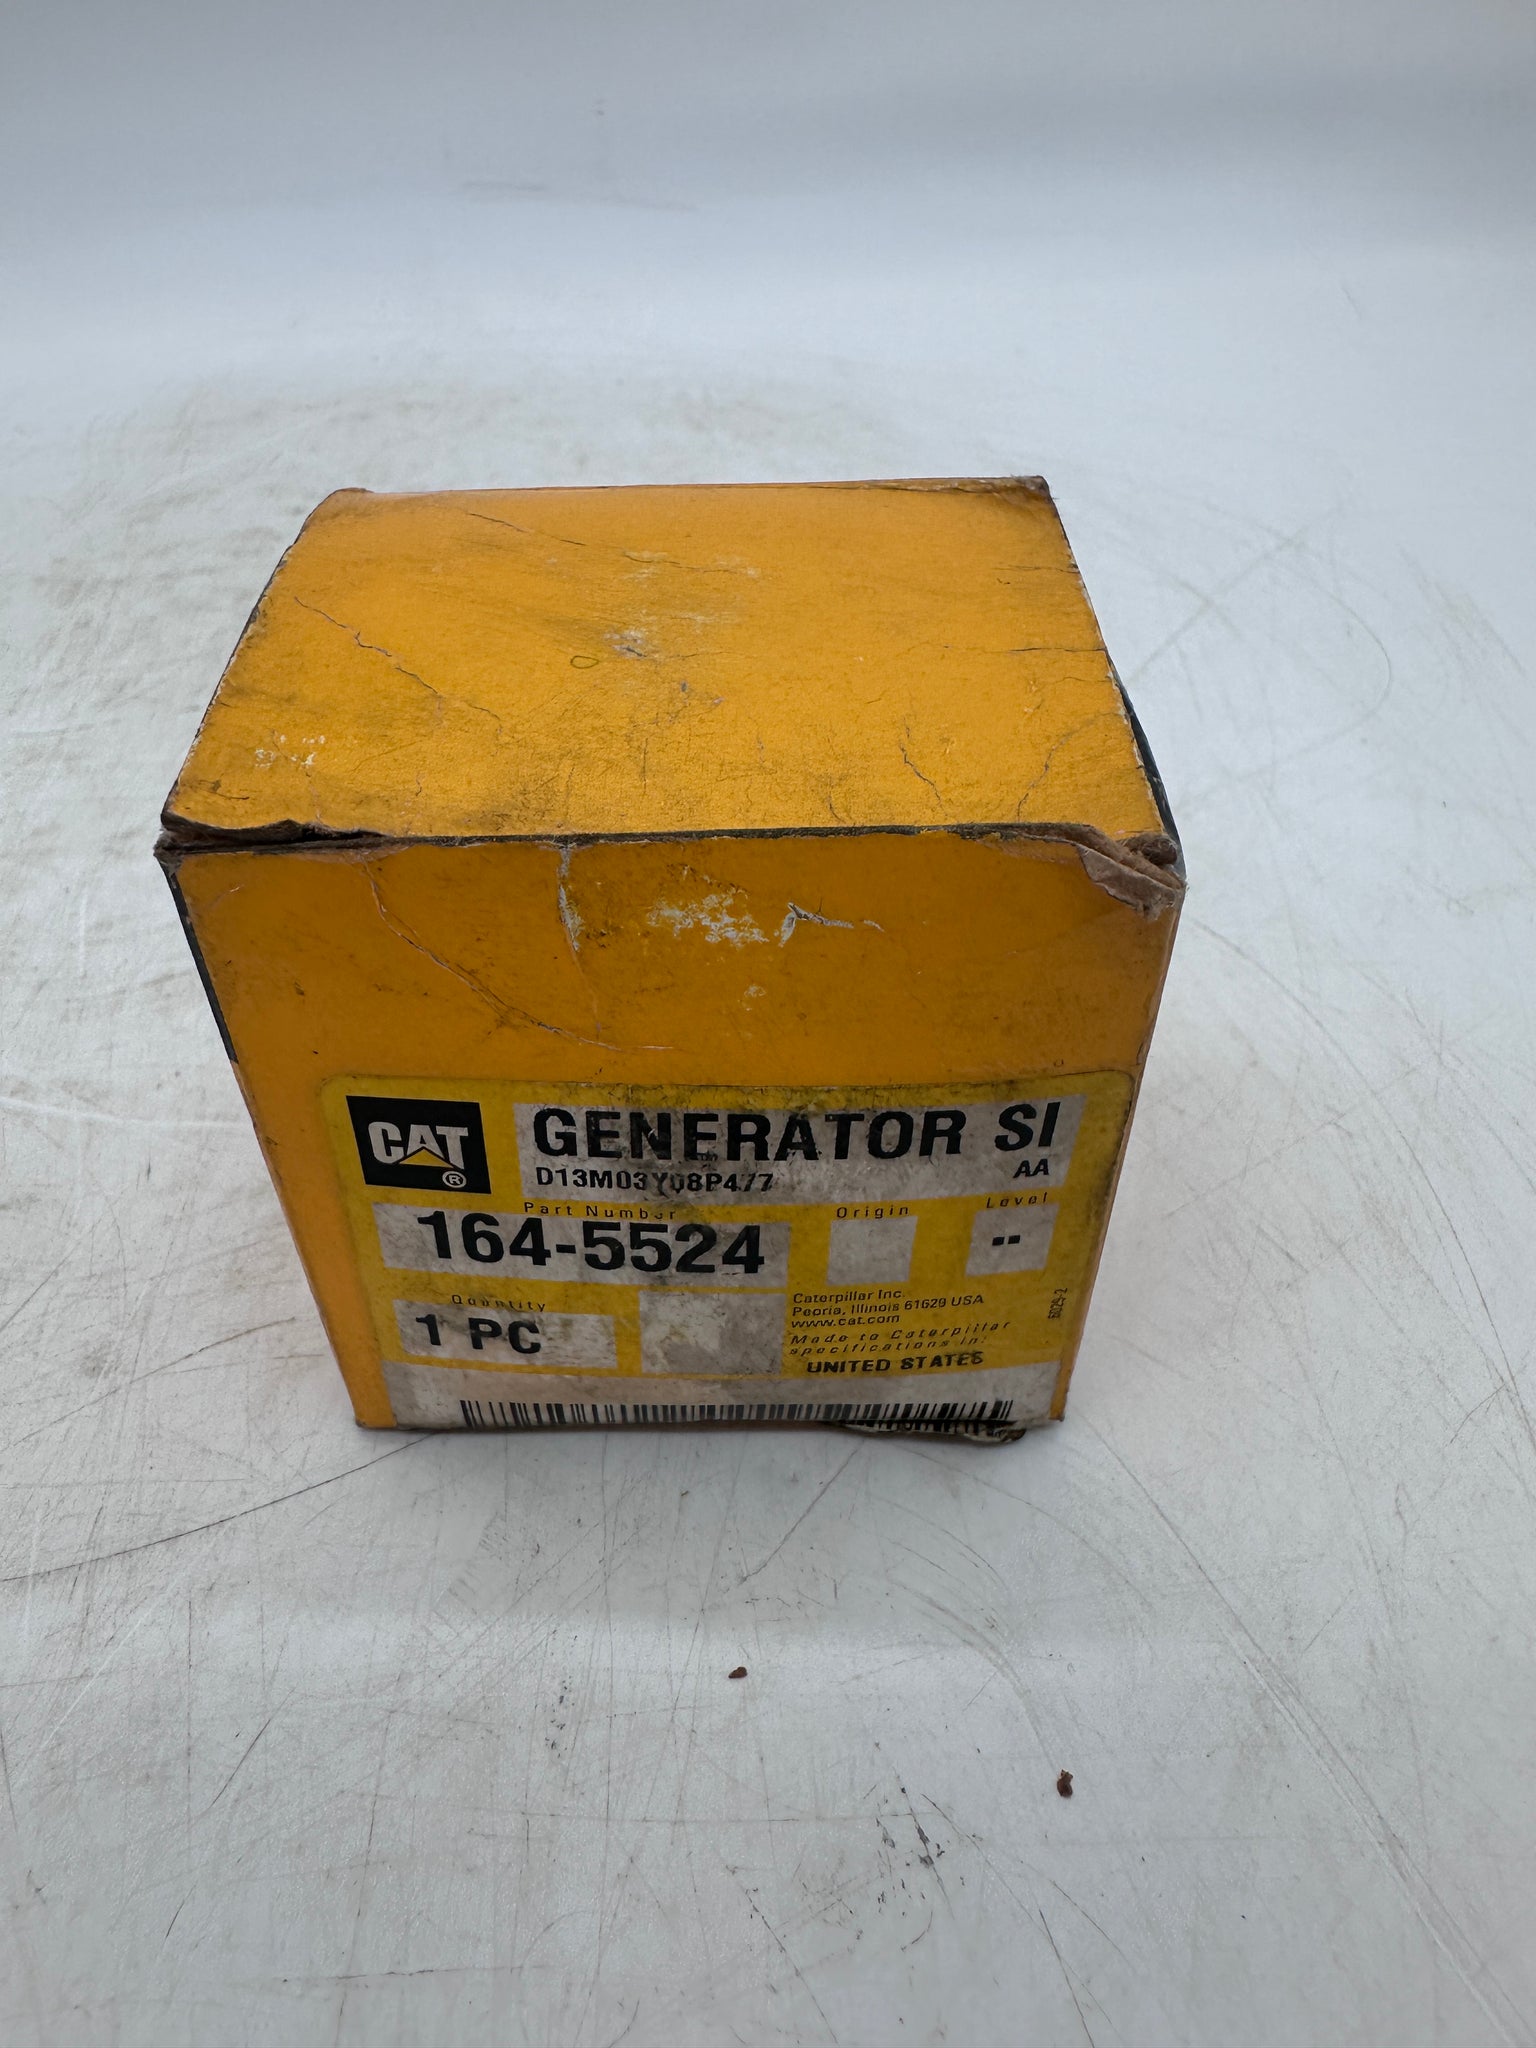 CAT ®
GENERATOR SI
D13M03Y08P477 AA
Part Number Origin Level
164-5524 --
Quantity
1 PC
Caterpillar Inc.
Peoria, Illinois 61629 USA
www.cat.com
Made to Caterpillar
specifications in:
UNITED STATES